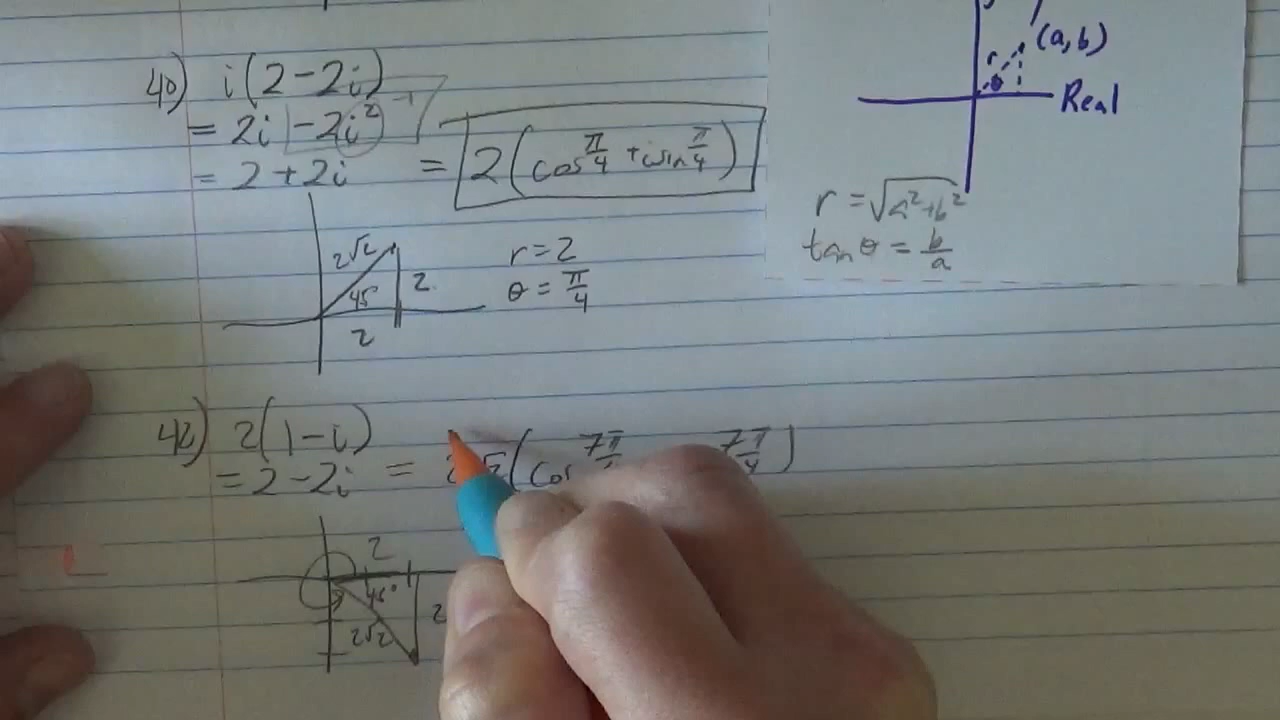 40) i(2-2i)
= 2i -2i² -1
= 2+2i = 2(cos π/4 + i sin π/4)
2√2
45
2
2
r = 2
θ = π/4
(a,b)
r
θ
Real
r = √a²+b²
tan θ = b/a
42) 2(1-i)
= 2-2i = 2√2(cos 7π/4 7π/4)
2
45°
2√2
2